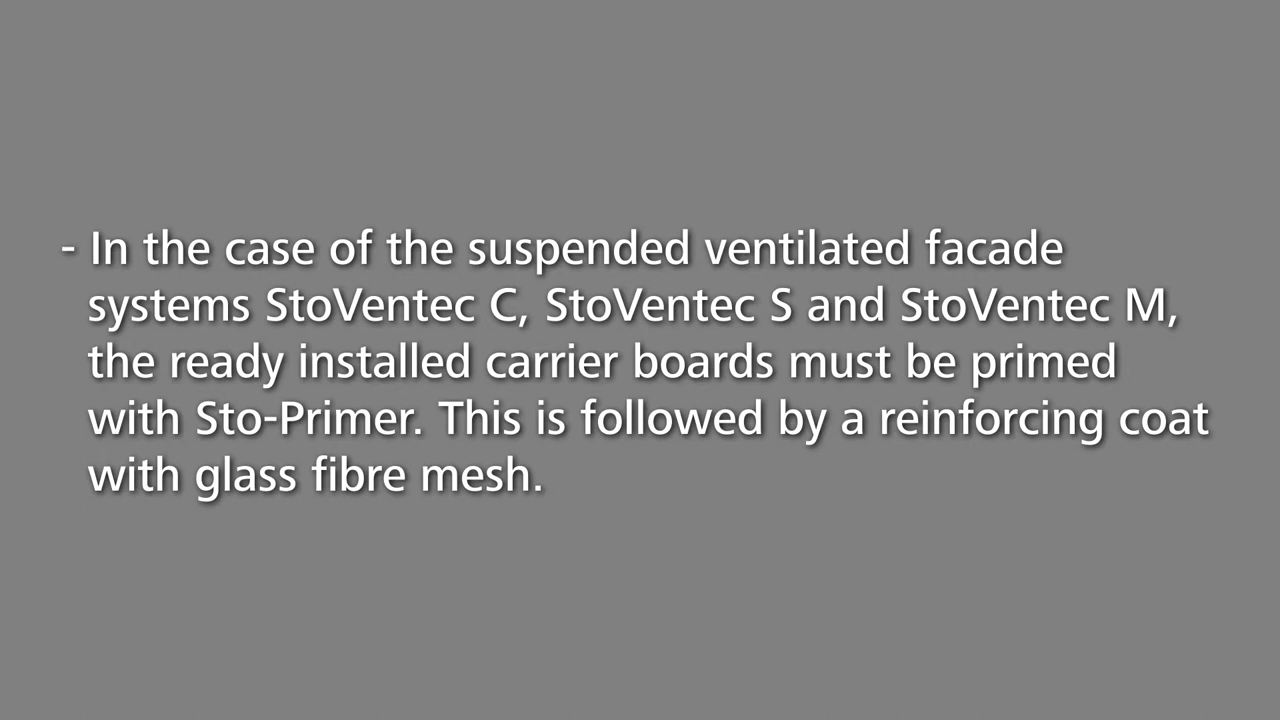 - In the case of the suspended ventilated facade
systems StoVentec C, StoVentec S and StoVentec M,
the ready installed carrier boards must be primed
with Sto-Primer. This is followed by a reinforcing coat
with glass fibre mesh.